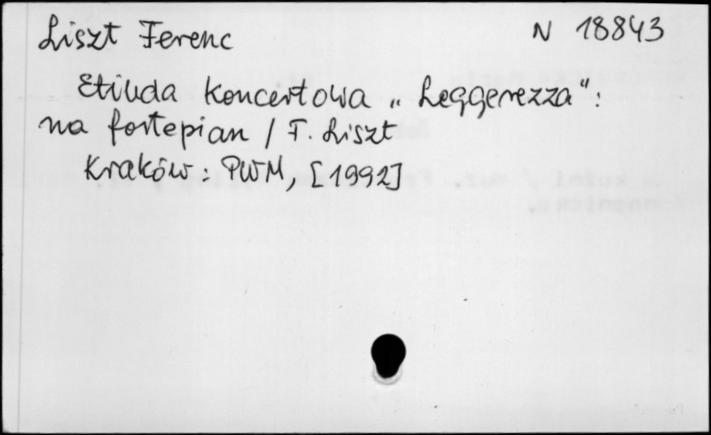 Liszt Ferenc N 18843
Etiuda koncertowa „Leggerezza":
na fortepian / F. Liszt
Kraków : PWM, [1992]